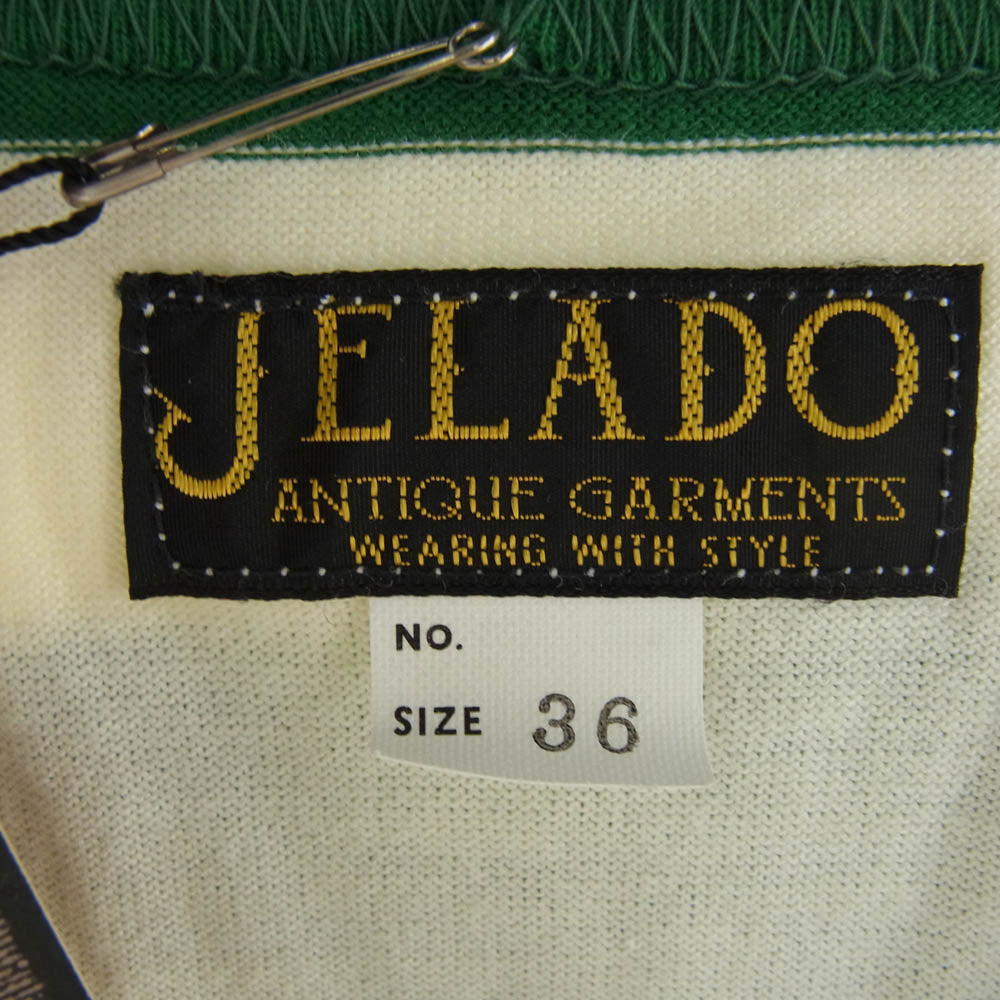 JELADO
ANTIQUE GARMENTS
WEARING WITH STYLE
NO.
SIZE 36